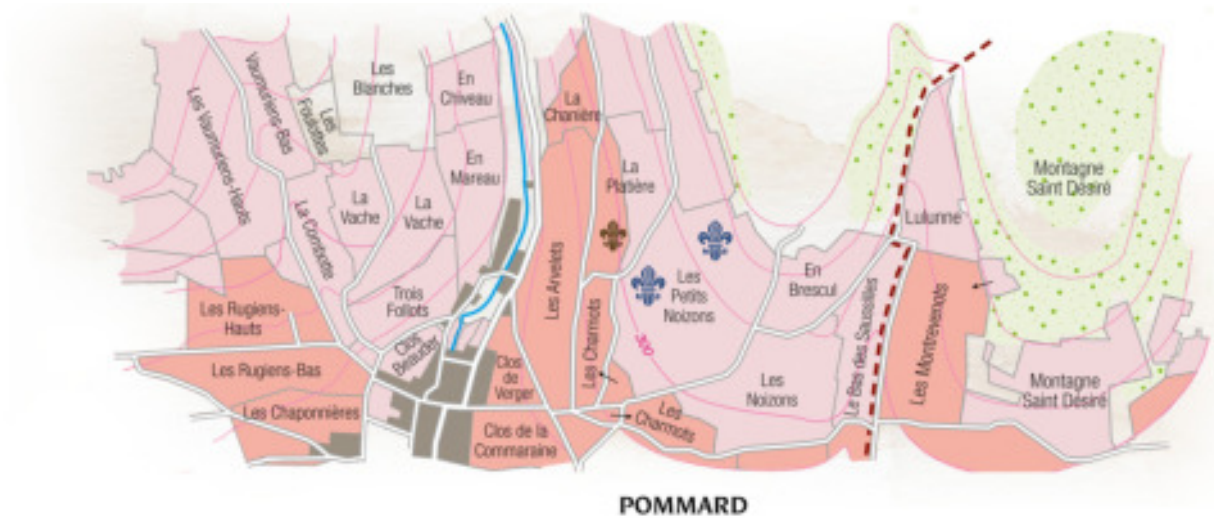 Les
Blanches
En
Chiveau
Vaumuriens-Bas
Les
Foulottes
Les Vaumuriens-Hauts
La
Chanière
En
Mareau
La
Platière
Montagne
Saint Désiré
La
Vache
La
Vache
La Combotte
Lulunne
Les Arvelets
Les
Petits
Noizons
En
Brescul
Trois
Follots
Les Rugiens-
Hauts
Clos
Beauder
Les Charmots
300
Le Bas des Saussilles
Les Montrevenots
Les Rugiens-Bas
Clos
de
Verger
Les
Noizons
Montagne
Saint Désiré
Les Chaponnières
Les
Charmots
Clos de la
Commaraine
POMMARD